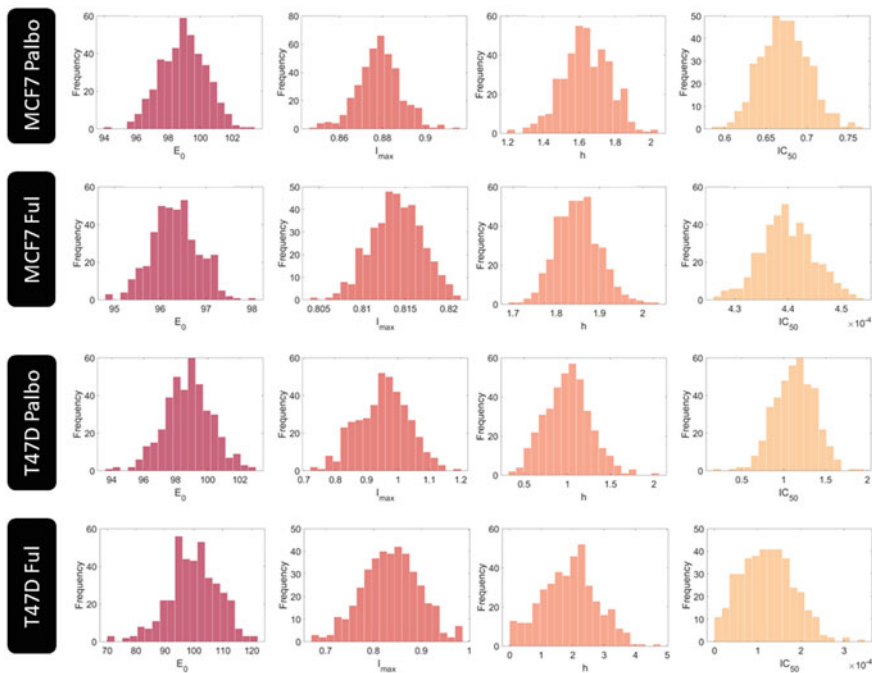 MCF7 Palbo
Frequency
60
40
20
0
94 96 98 100 102
E0
Frequency
80
60
40
20
0
0.86 0.88 0.9
Imax
Frequency
60
40
20
0
1.2 1.4 1.6 1.8 2
h
Frequency
50
40
30
20
10
0
0.6 0.65 0.7 0.75
IC50
MCF7 Ful
Frequency
60
40
20
0
95 96 97 98
E0
Frequency
50
40
30
20
10
0
0.805 0.81 0.815 0.82
Imax
Frequency
60
40
20
0
1.7 1.8 1.9 2
h
Frequency
60
40
20
0
4.3 4.4 4.5
IC50 ×10-4
T47D Palbo
Frequency
60
40
20
0
94 96 98 100 102
E0
Frequency
60
40
20
0
0.7 0.8 0.9 1 1.1 1.2
Imax
Frequency
60
40
20
0
0.5 1 1.5 2
h
Frequency
60
40
20
0
0.5 1 1.5 2
IC50
T47D Ful
Frequency
60
40
20
0
70 80 90 100 110 120
E0
Frequency
50
40
30
20
10
0
0.7 0.8 0.9 1
Imax
Frequency
60
40
20
0
0 1 2 3 4 5
h
Frequency
50
40
30
20
10
0
0 1 2 3
IC50 ×10-4